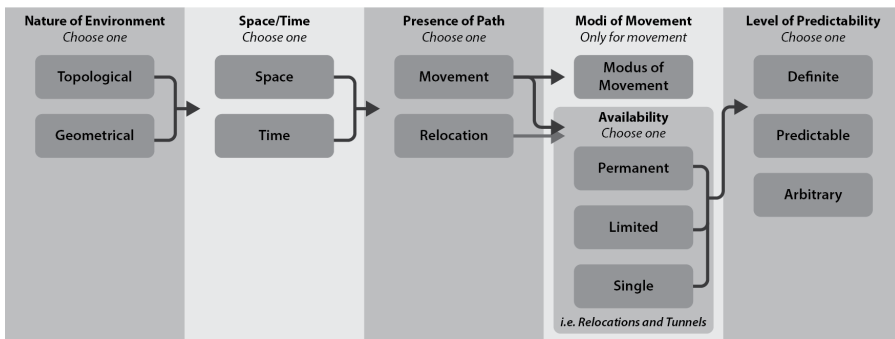 Nature of Environment
Choose one
Topological
Geometrical
Space/Time
Choose one
Space
Time
Presence of Path
Choose one
Movement
Relocation
Modi of Movement
Only for movement
Modus of
Movement
Availability
Choose one
Permanent
Limited
Single
i.e. Relocations and Tunnels
Level of Predictability
Choose one
Definite
Predictable
Arbitrary